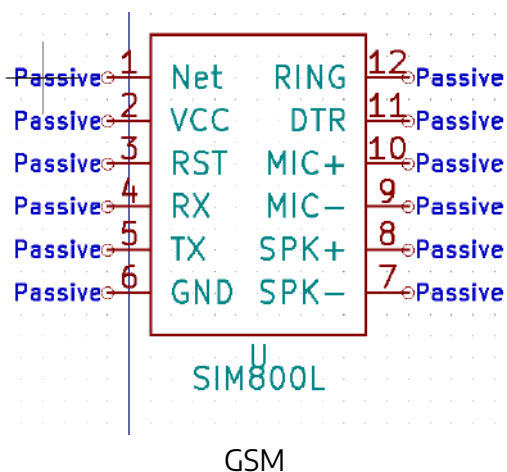 Passive 1 Net RING 12 Passive
Passive 2 VCC DTR 11 Passive
Passive 3 RST MIC+ 10 Passive
Passive 4 RX MIC- 9 Passive
Passive 5 TX SPK+ 8 Passive
Passive 6 GND SPK- 7 Passive
U
SIM800L
GSM